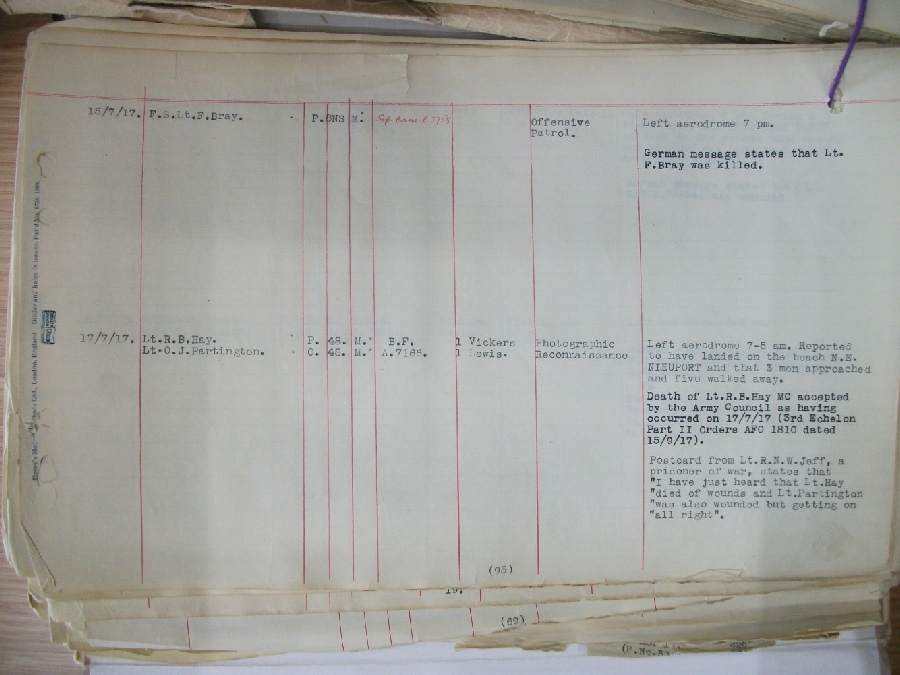 15/7/17. F.S.Lt.F.Bray. P. ONS M. Offensive Left aerodrome 7 pm.
Patrol.
German message states that Lt.
F.Bray was killed.
17/7/17. Lt.R.B.Hay. P. 48. M. B.F. 1 Vickers Photographic Left aerodrome 7-5 am. Reported
Lt.O.J.Partington. O. 48. M. A.7166. 1 Lewis. Reconnaissance to have landed on the beach N.E.
NIEUPORT and that 3 men approached
and five walked away.
Death of Lt.R.B.Hay MC accepted
by the Army Council as having
occurred on 17/7/17 (3rd Echelon
Part II Orders AFO 1810 dated
15/9/17).
Postcard from Lt.R.N.W.Jeff, a
prisoner of war, states that
"I have just heard that Lt.Hay
"died of wounds and Lt.Partington
"was also wounded but getting on
"all right".
(95)
19.
(69)